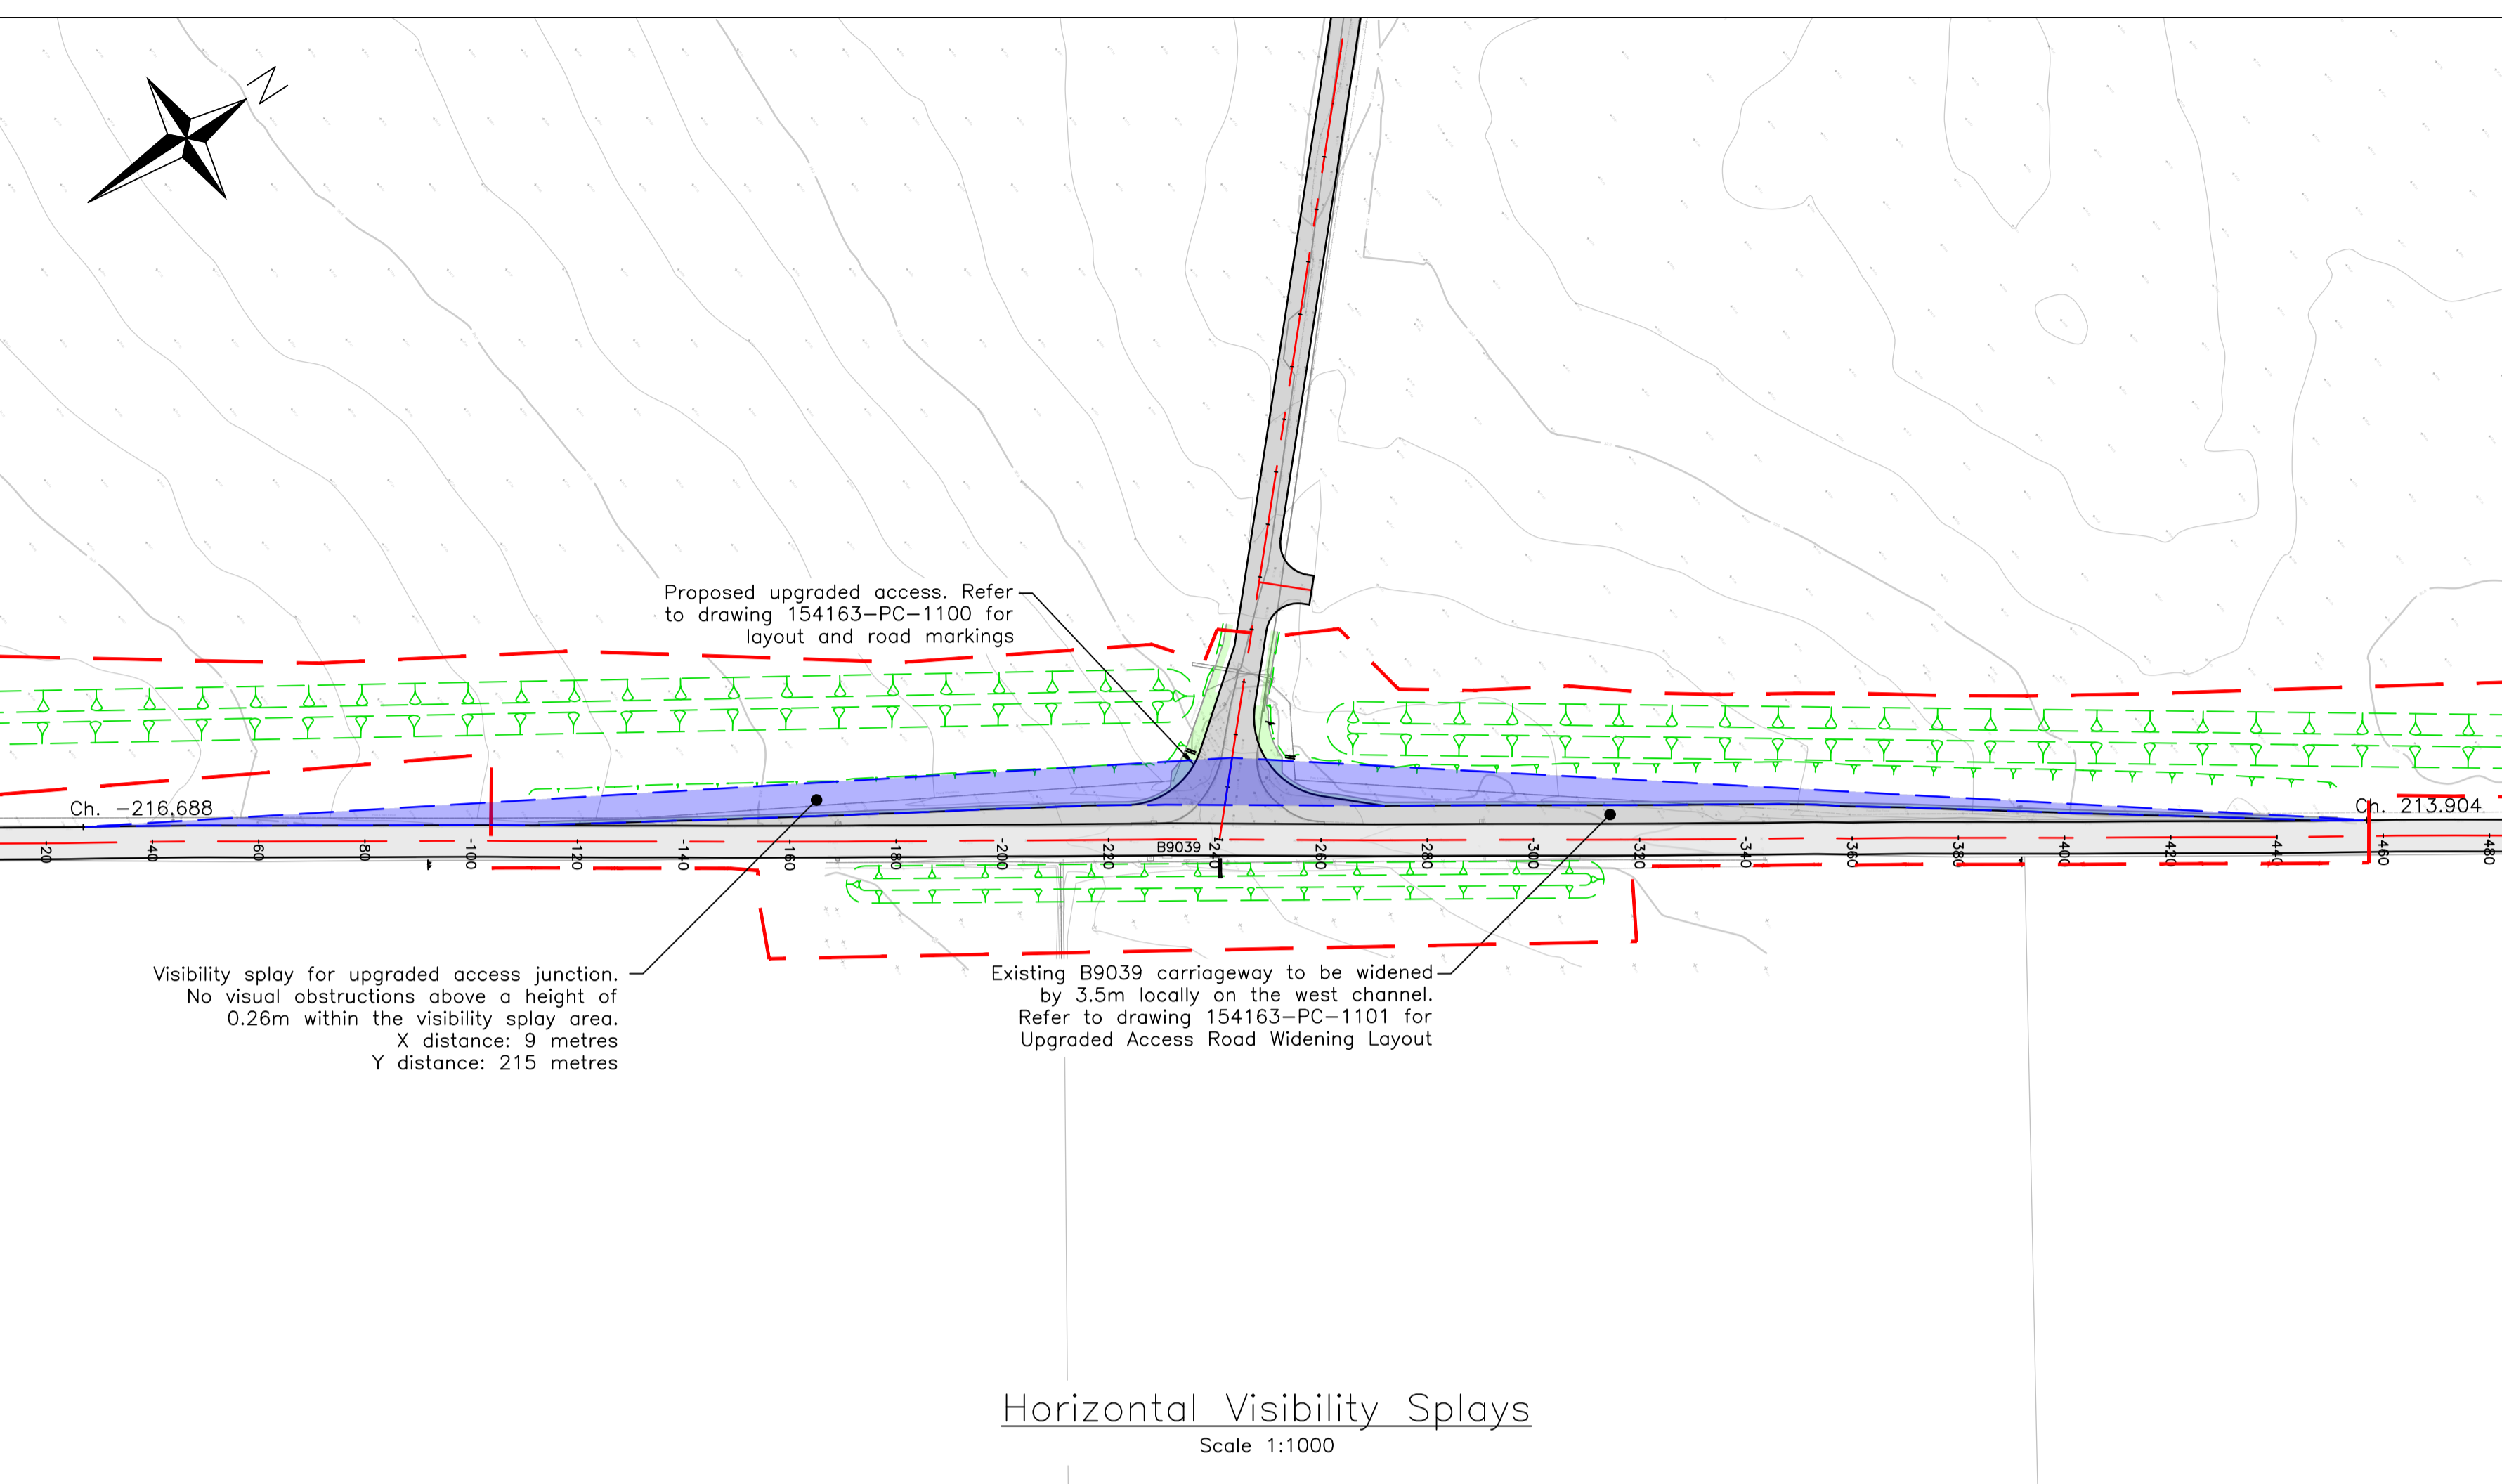 N
Proposed upgraded access. Refer
to drawing 154163-PC-1100 for
layout and road markings
Ch. -216.688
Ch. 213.904
B9039
20
40
60
80
100
120
140
160
180
200
220
240
260
280
300
320
340
360
380
400
420
440
460
480
Visibility splay for upgraded access junction.
No visual obstructions above a height of
0.26m within the visibility splay area.
X distance: 9 metres
Y distance: 215 metres
Existing B9039 carriageway to be widened
by 3.5m locally on the west channel.
Refer to drawing 154163-PC-1101 for
Upgraded Access Road Widening Layout
Horizontal Visibility Splays
Scale 1:1000